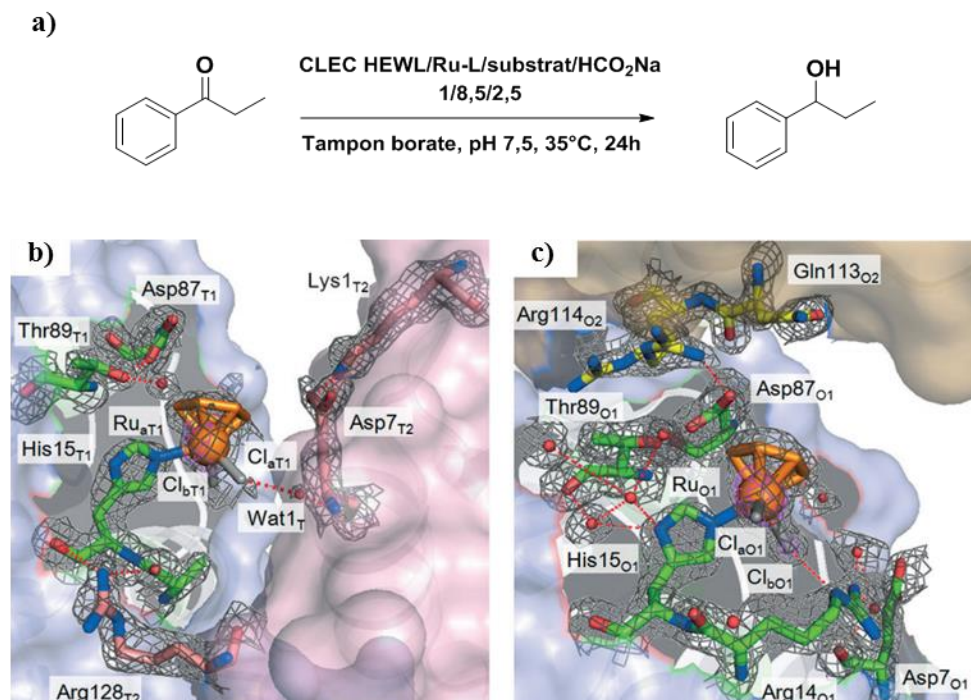 a)
O
OH
CLEC HEWL/Ru-L/substrat/HCO₂Na
1/8,5/2,5
Tampon borate, pH 7,5, 35°C, 24h
b)
Asp87T1
Lys1T2
Thr89T1
RuaT1
His15T1
Asp7T2
ClaT1
ClbT1
Wat1T
Arg128T2
c)
Gln113O2
Arg114O2
Asp87O1
Thr89O1
RuO1
His15O1
ClaO1
ClbO1
Arg14O1
Asp7O1